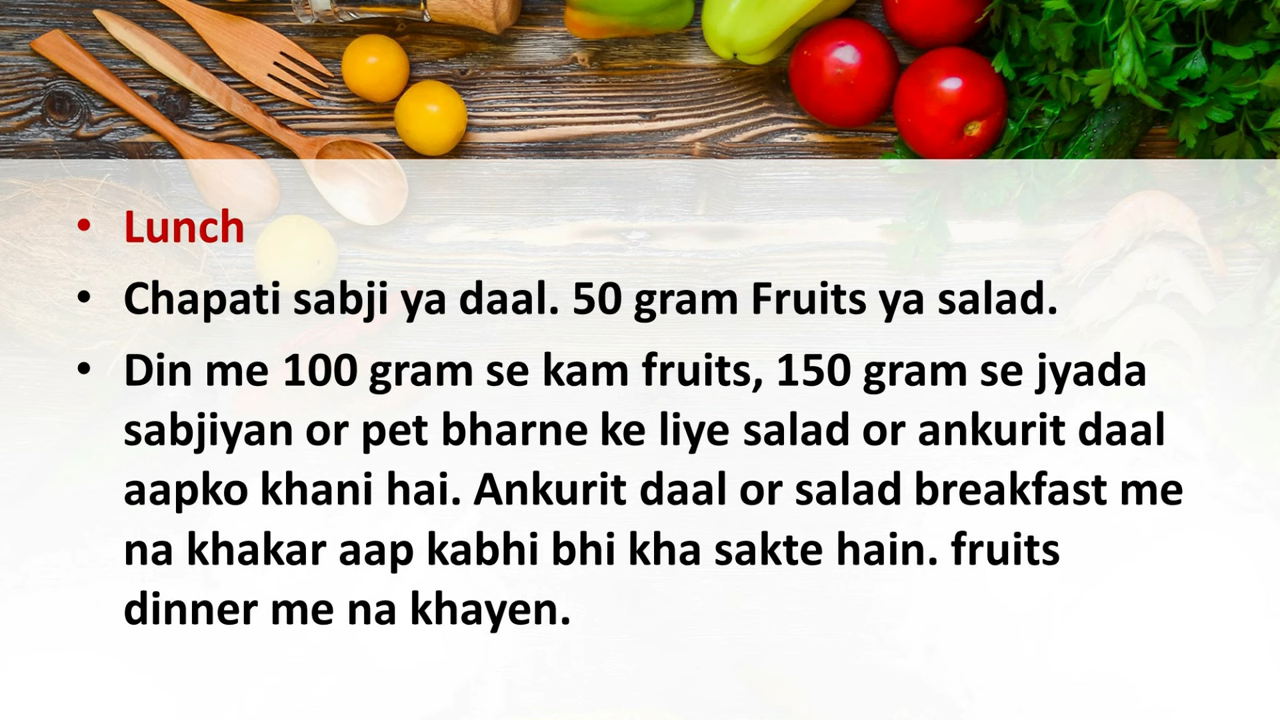 • Lunch
• Chapati sabji ya daal. 50 gram Fruits ya salad.
• Din me 100 gram se kam fruits, 150 gram se jyada
sabjiyan or pet bharne ke liye salad or ankurit daal
aapko khani hai. Ankurit daal or salad breakfast me
na khakar aap kabhi bhi kha sakte hain. fruits
dinner me na khayen.